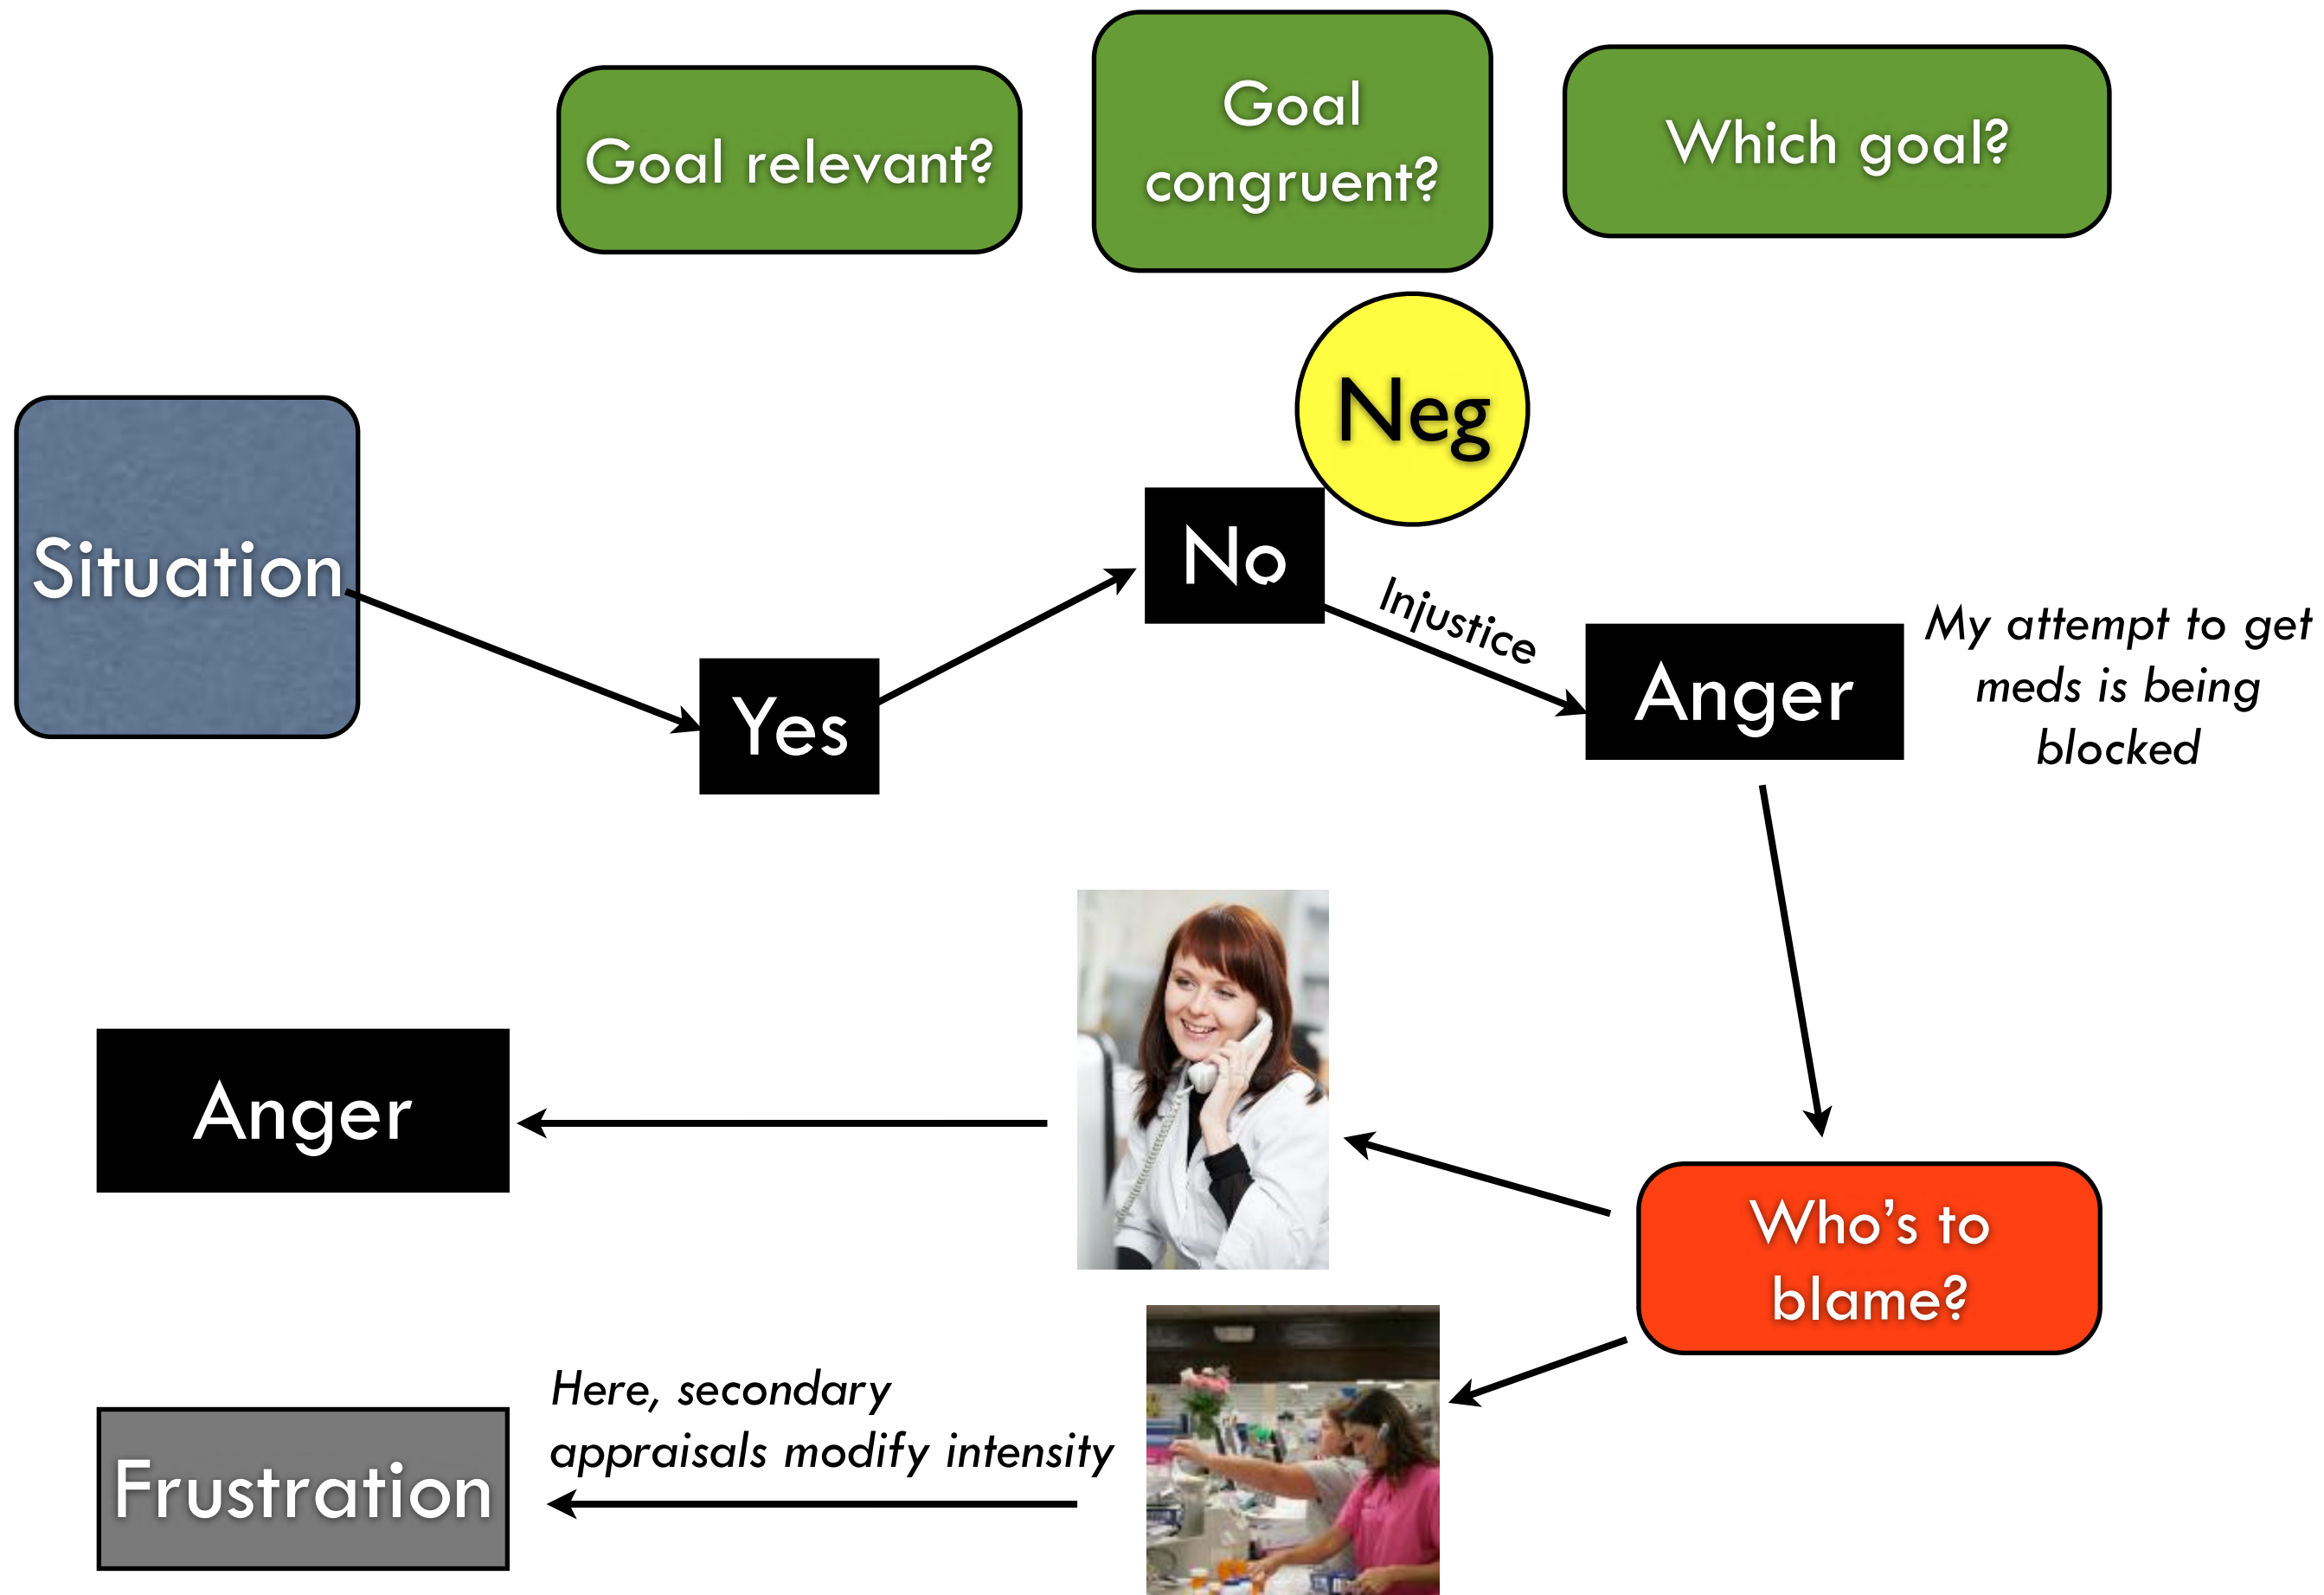 Goal relevant?
Goal
congruent?
Which goal?
Neg
Situation
No
Injustice
Yes
Anger
My attempt to get
meds is being
blocked
Anger
Who's to
blame?
Here, secondary
appraisals modify intensity
Frustration